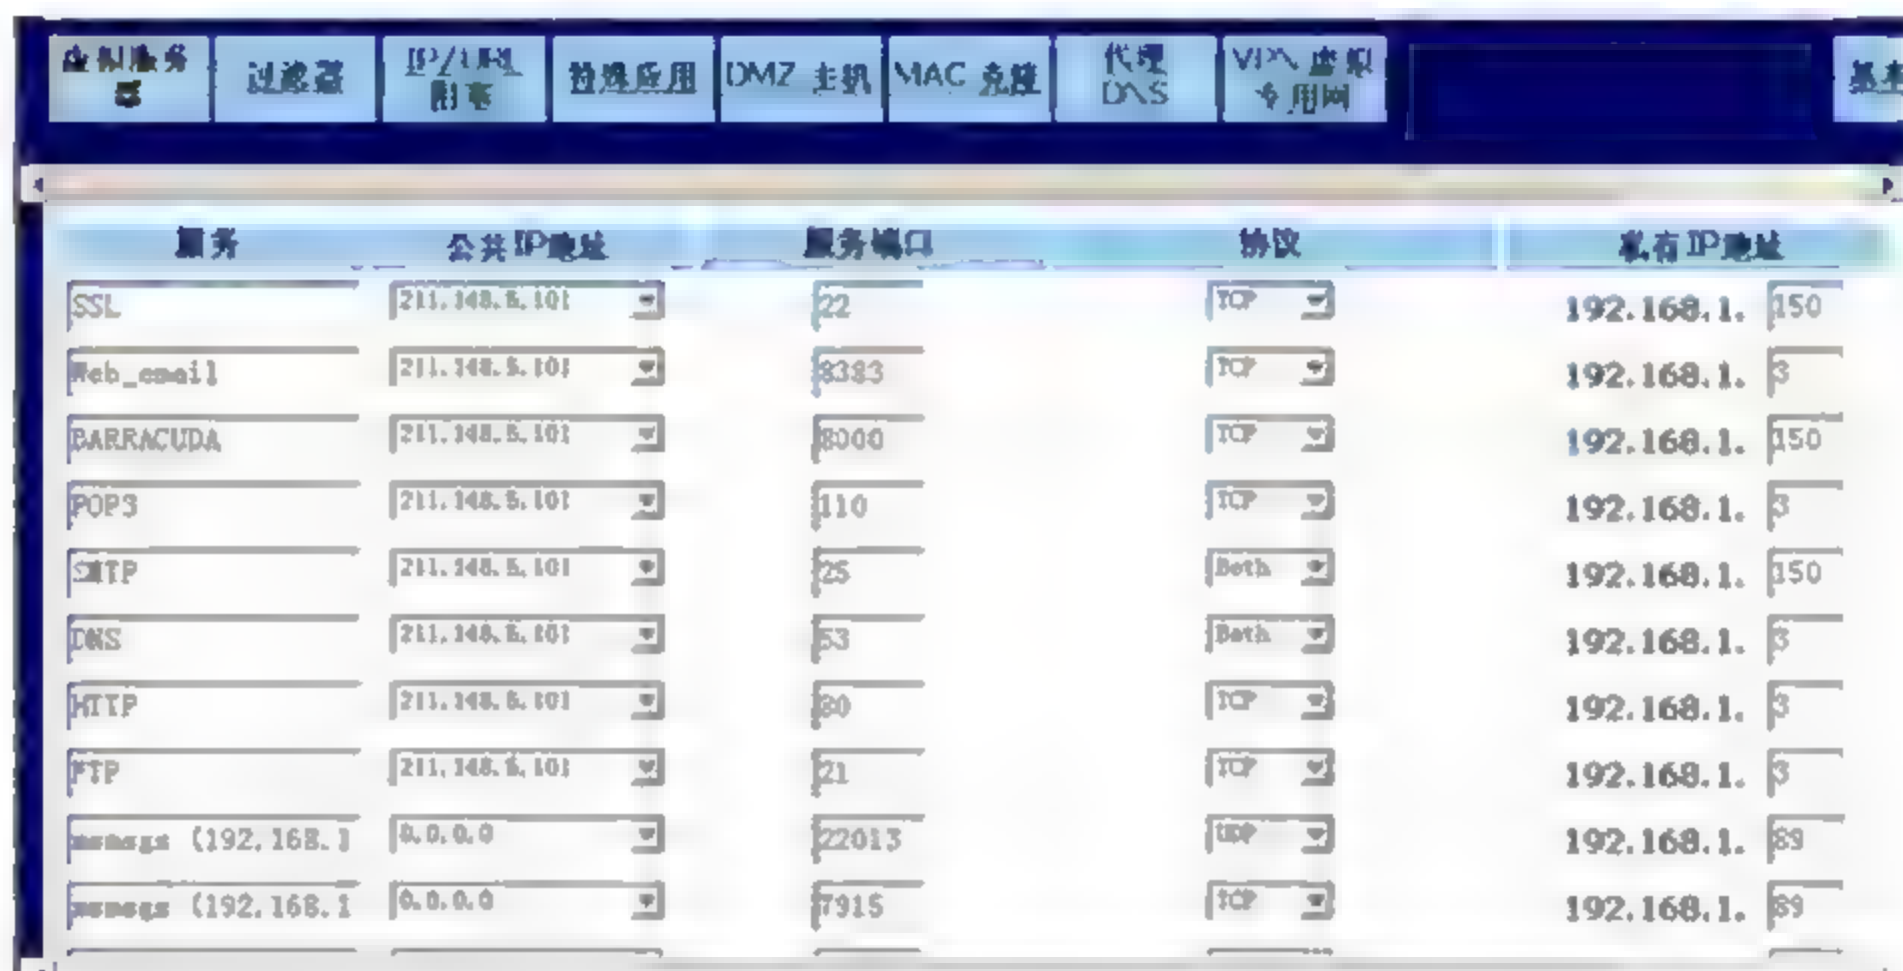 虚拟服务器
过滤器
IP/URL 阻塞
特殊应用
DMZ 主机
MAC 克隆
代理 DNS
VPN 虚拟专用网
服务 公共IP地址 服务端口 协议 私有IP地址
SSL 211.148.5.101 22 TCP 192.168.1. 150
Web_email 211.148.5.101 8383 TCP 192.168.1. 3
BARRACUDA 211.148.5.101 8000 TCP 192.168.1. 150
POP3 211.148.5.101 110 TCP 192.168.1. 3
SMTP 211.148.5.101 25 Both 192.168.1. 150
DNS 211.148.5.101 53 Both 192.168.1. 3
HTTP 211.148.5.101 80 TCP 192.168.1. 3
FTP 211.148.5.101 21 TCP 192.168.1. 3
msmsgs (192.168.1 0.0.0.0 22013 UDP 192.168.1. 89
msmsgs (192.168.1 0.0.0.0 7915 TCP 192.168.1. 89